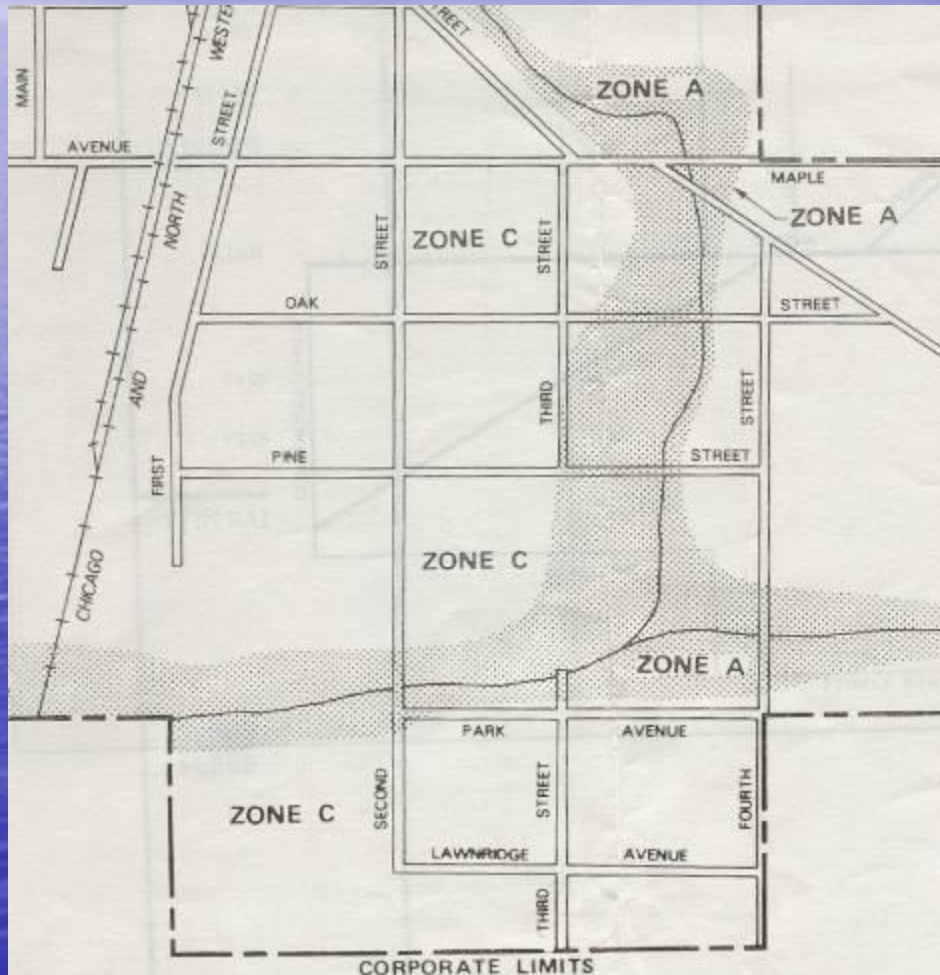 STREET
WESTE
MAIN
STREET
ZONE A
AVENUE
MAPLE
NORTH
STREET
ZONE C
STREET
ZONE A
OAK
STREET
AND
THIRD
STREET
FIRST
PINE
STREET
CHICAGO
ZONE C
ZONE A
PARK
AVENUE
SECOND
STREET
FOURTH
ZONE C
LAWNRIDGE
AVENUE
THIRD
CORPORATE LIMITS